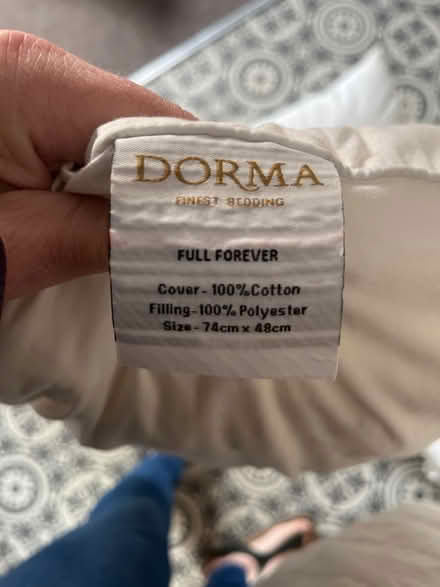 DORMA
FINEST BEDDING
FULL FOREVER
Cover- 100%Cotton
Filling-100% Polyester
Size - 74cm x 48cm